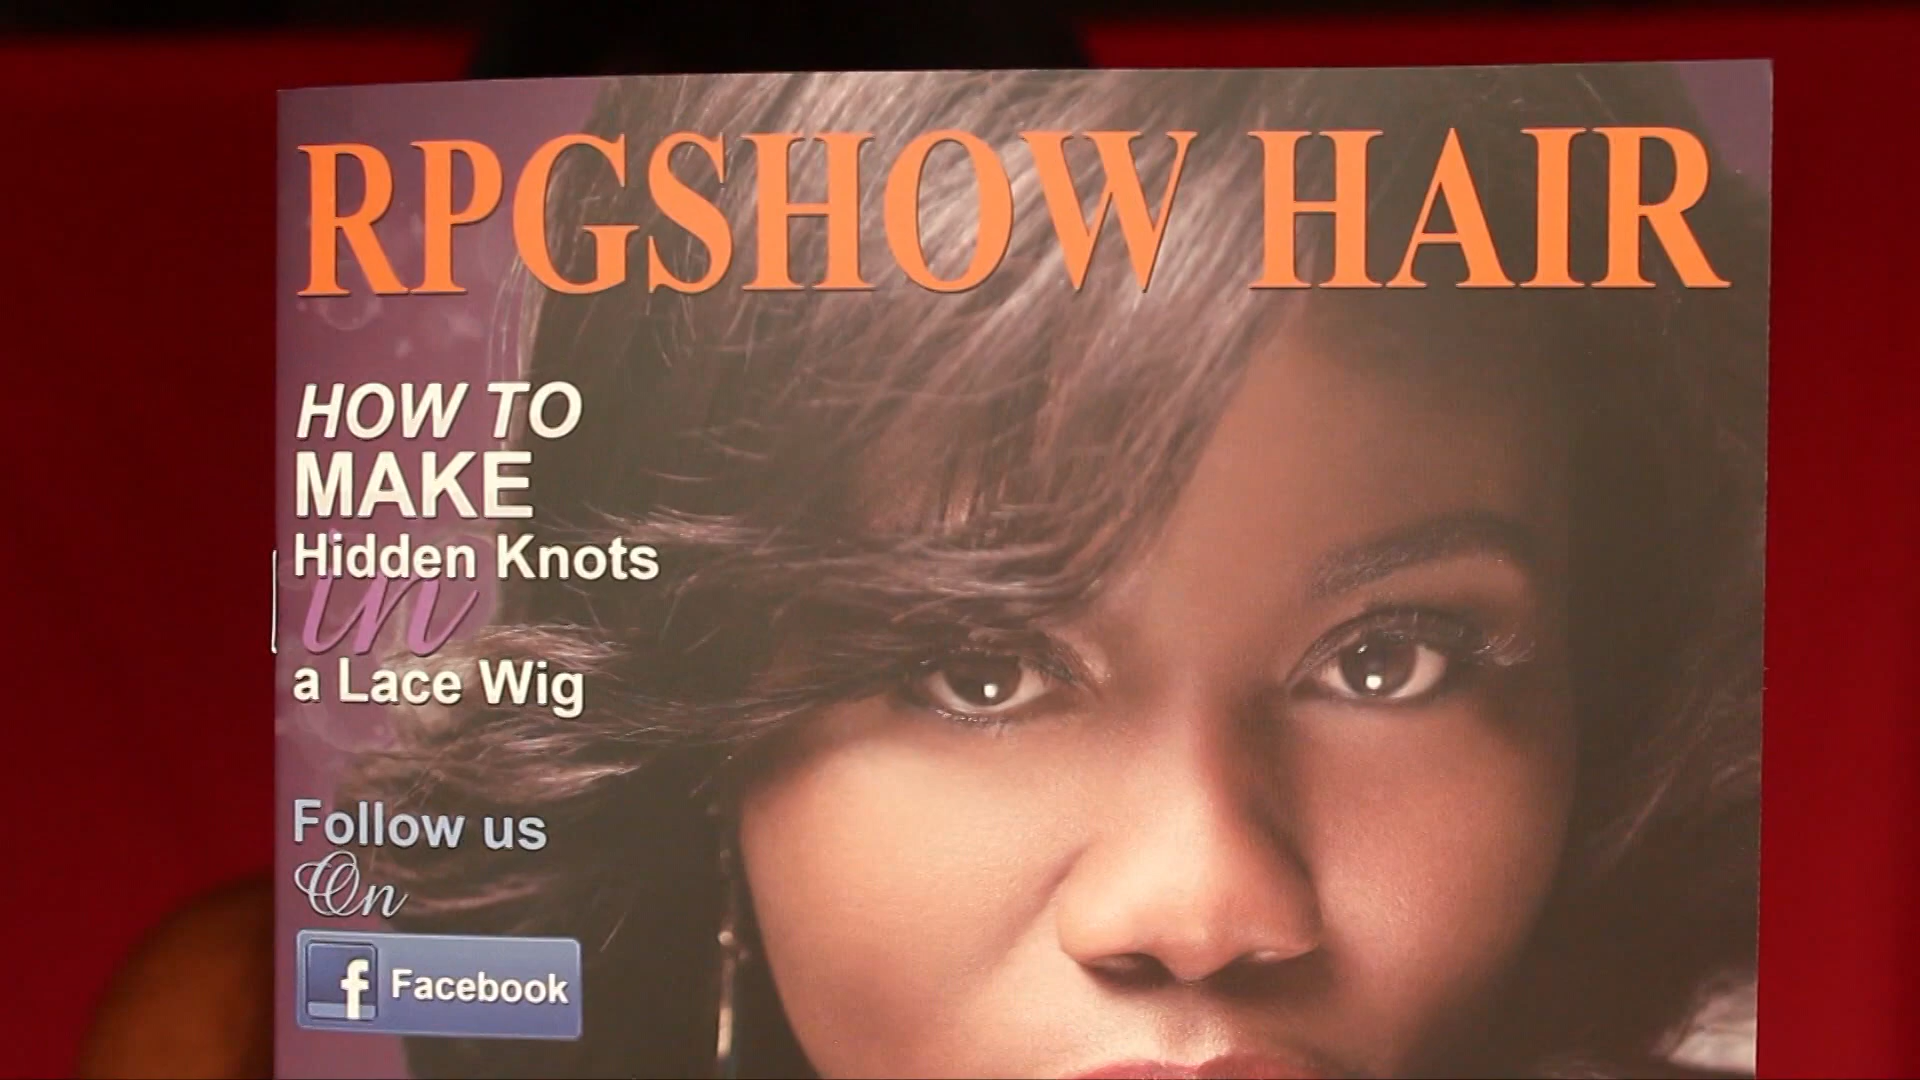 RPGSHOW HAIR
HOW TO
MAKE
Hidden Knots
in
a Lace Wig
Follow us
On
f Facebook